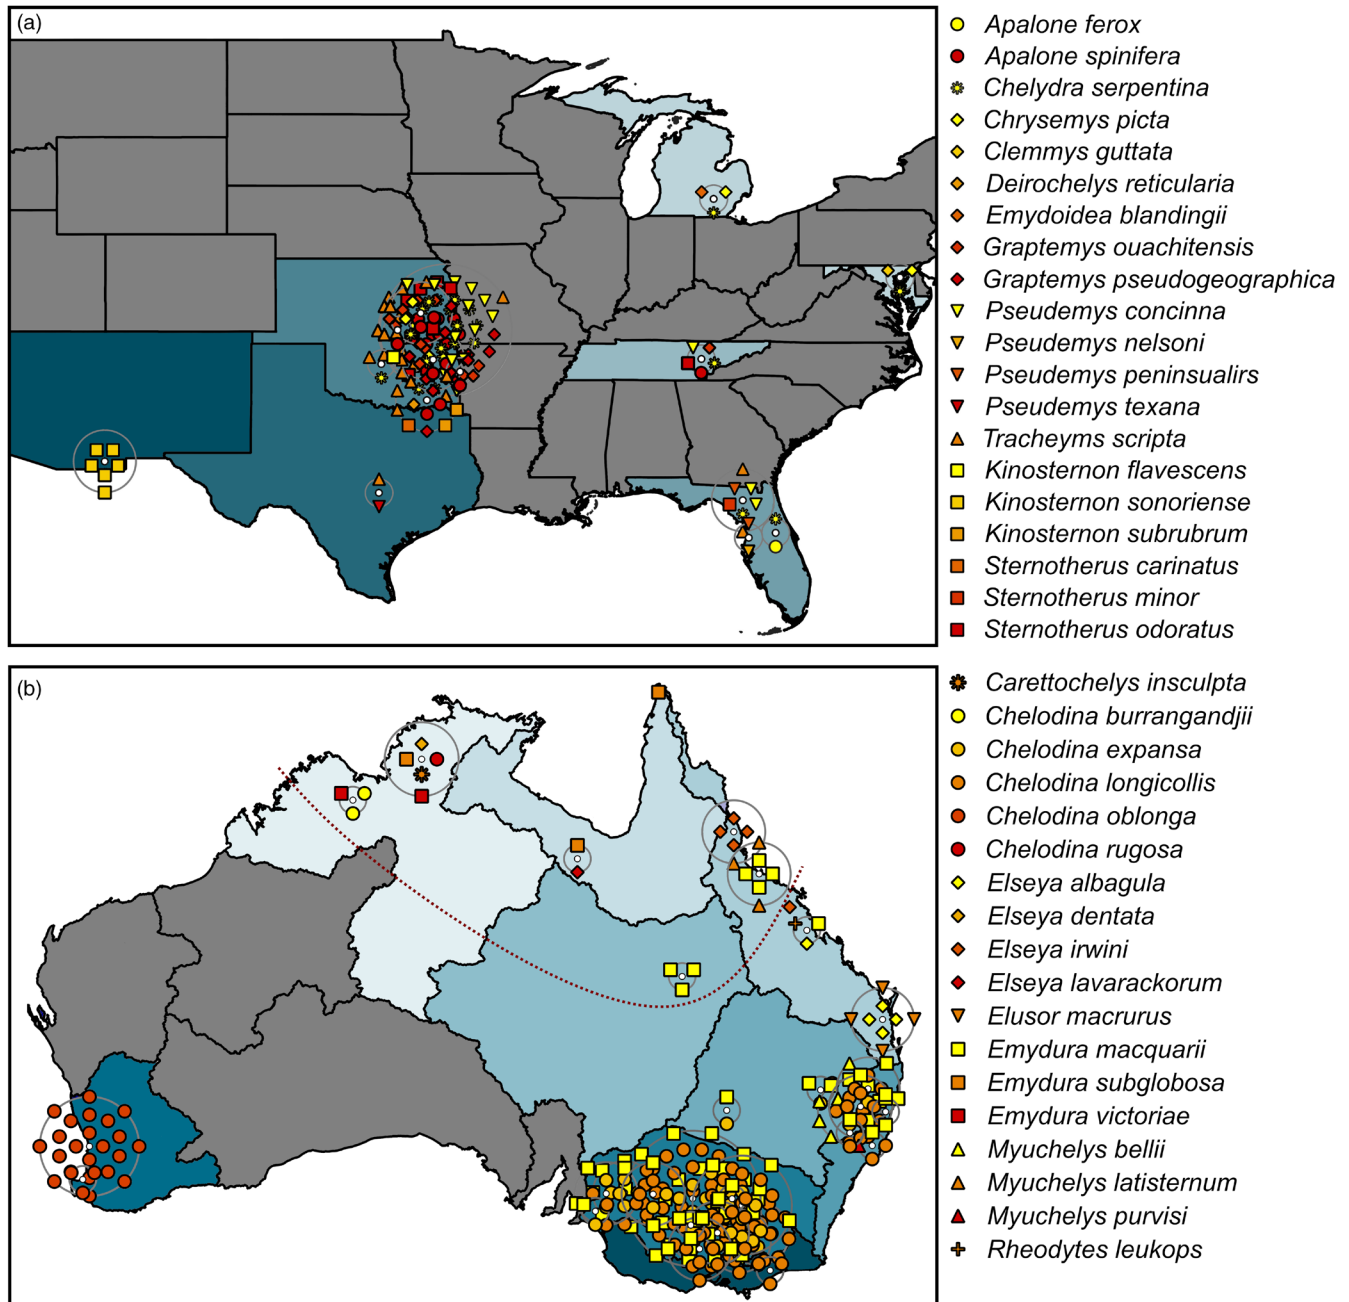 (a)
Apalone ferox
Apalone spinifera
Chelydra serpentina
Chrysemys picta
Clemmys guttata
Deirochelys reticularia
Emydoidea blandingii
Graptemys ouachitensis
Graptemys pseudogeographica
Pseudemys concinna
Pseudemys nelsoni
Pseudemys peninsualirs
Pseudemys texana
Tracheyms scripta
Kinosternon flavescens
Kinosternon sonoriense
Kinosternon subrubrum
Sternotherus carinatus
Sternotherus minor
Sternotherus odoratus
(b)
Carettochelys insculpta
Chelodina burrangandjii
Chelodina expansa
Chelodina longicollis
Chelodina oblonga
Chelodina rugosa
Elseya albagula
Elseya dentata
Elseya irwini
Elseya lavarackorum
Elusor macrurus
Emydura macquarii
Emydura subglobosa
Emydura victoriae
Myuchelys bellii
Myuchelys latisternum
Myuchelys purvisi
Rheodytes leukops